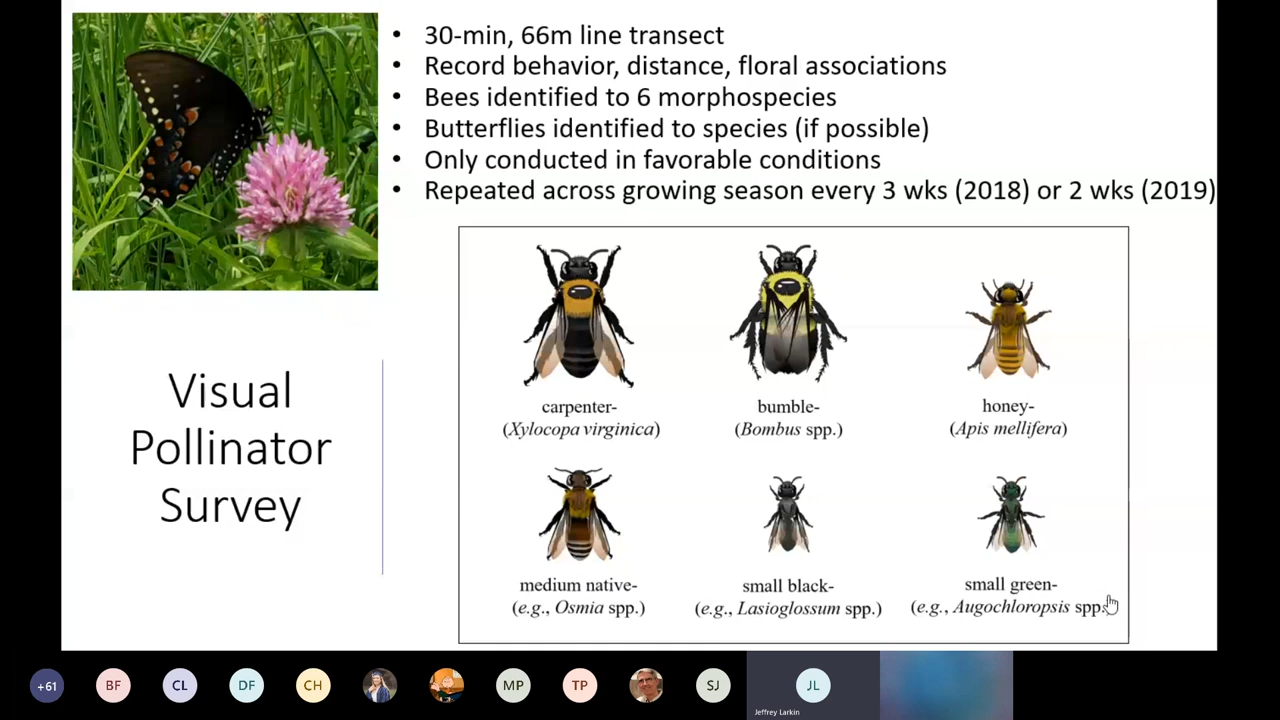 • 30-min, 66m line transect
• Record behavior, distance, floral associations
• Bees identified to 6 morphospecies
• Butterflies identified to species (if possible)
• Only conducted in favorable conditions
• Repeated across growing season every 3 wks (2018) or 2 wks (2019)
Visual
Pollinator
Survey
carpenter-
(Xylocopa virginica)
bumble-
(Bombus spp.)
honey-
(Apis mellifera)
medium native-
(e.g., Osmia spp.)
small black-
(e.g., Lasioglossum spp.)
small green-
(e.g., Augochloropsis spp.
+61
BF
CL
DF
CH
MP
TP
SJ
JL
Jeffrey Larkin